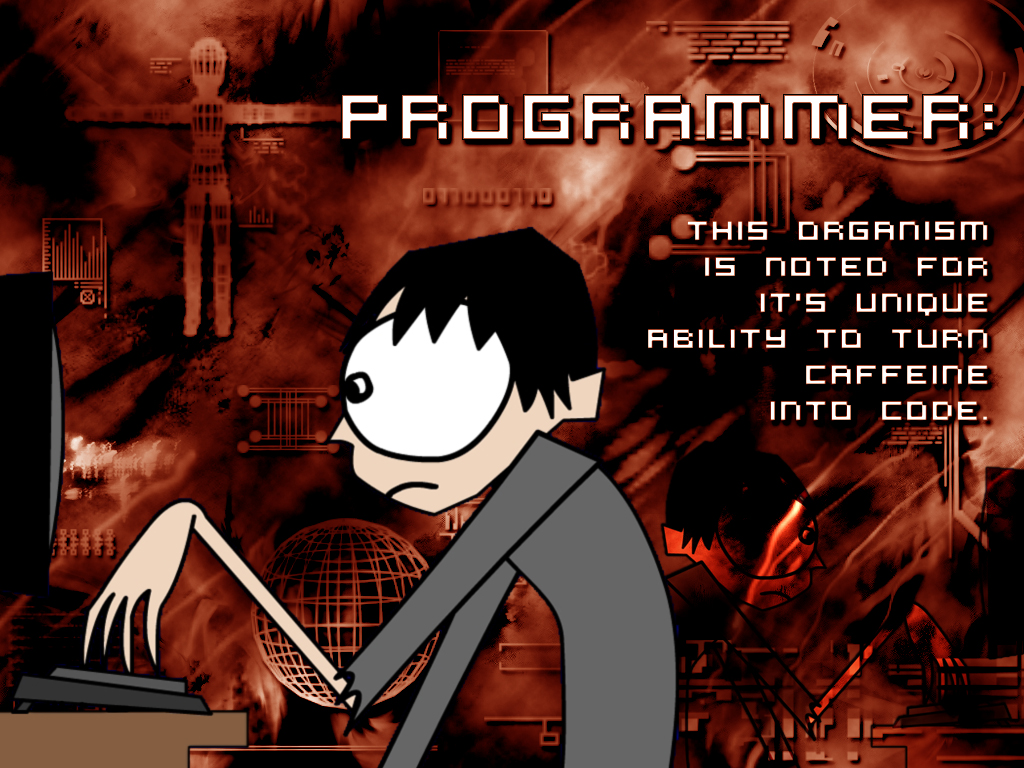 PROGRAMMER:
THIS ORGANISM
IS NOTED FOR
IT'S UNIQUE
ABILITY TO TURN
CAFFEINE
INTO CODE.